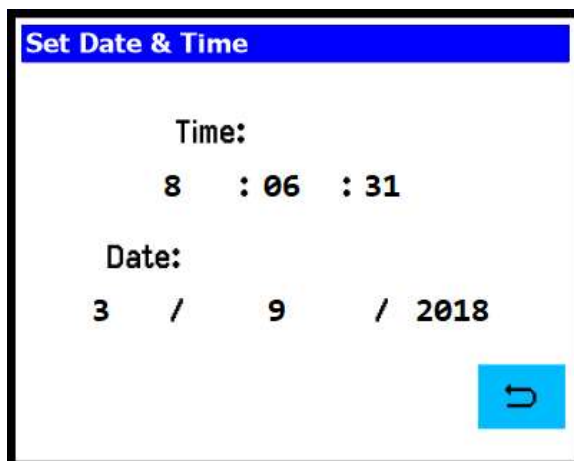 Set Date & Time
Time:
8 : 06 : 31
Date:
3 / 9 / 2018